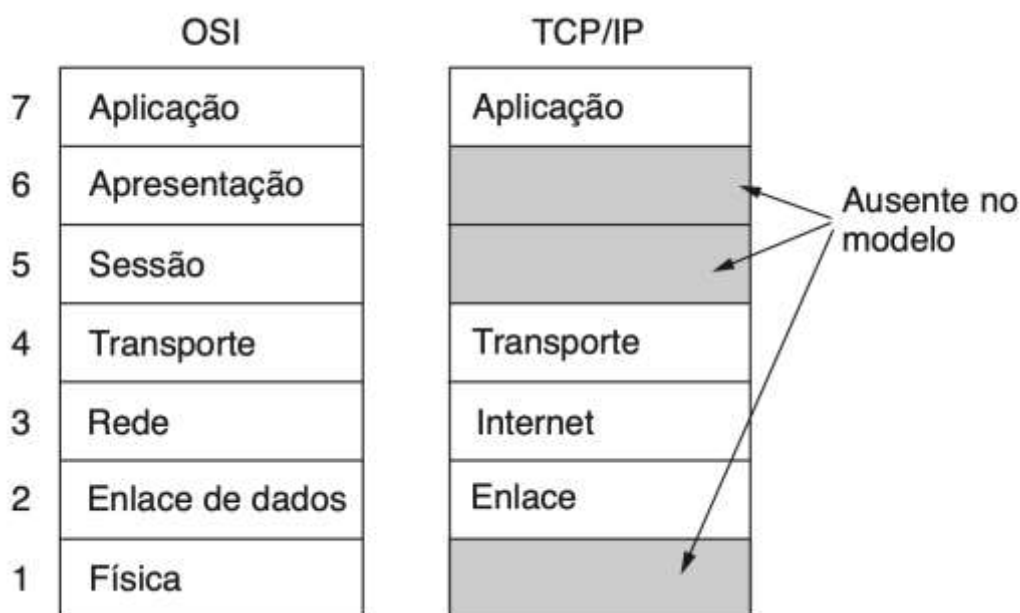 OSI TCP/IP
7 Aplicação Aplicação
6 Apresentação
5 Sessão
Ausente no
modelo
4 Transporte Transporte
3 Rede Internet
2 Enlace de dados Enlace
1 Física